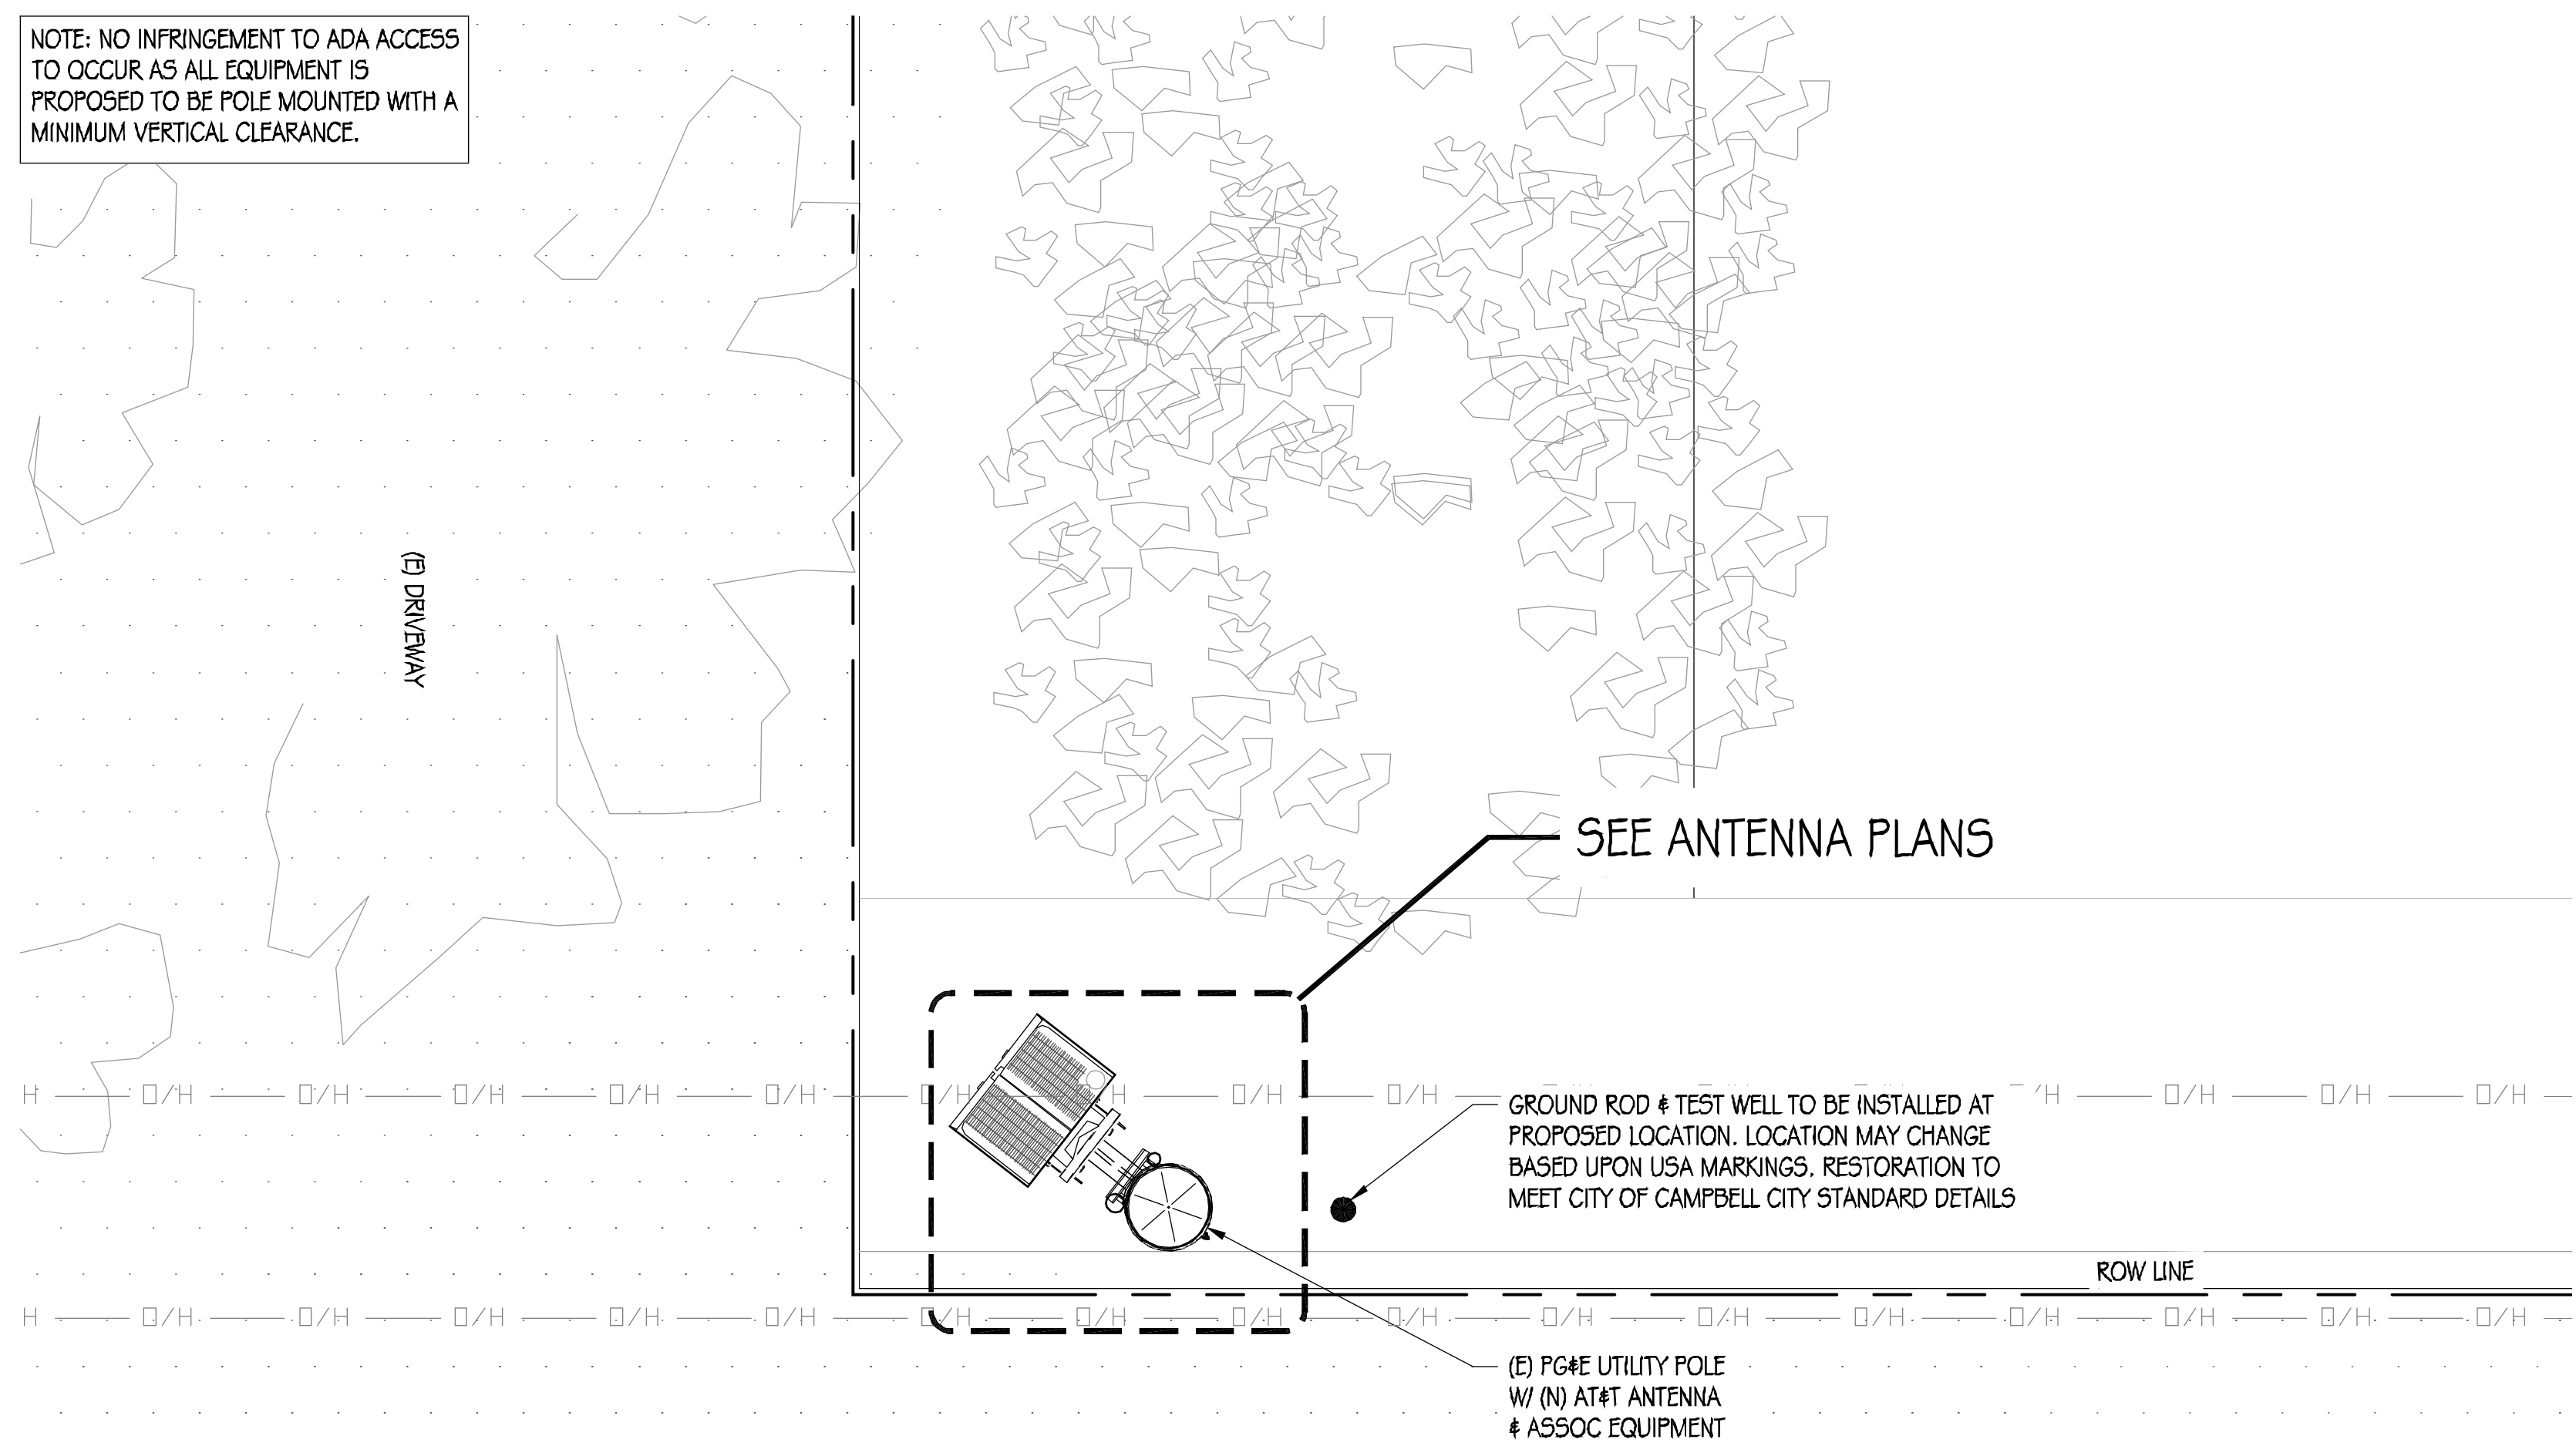 NOTE: NO INFRINGEMENT TO ADA ACCESS
TO OCCUR AS ALL EQUIPMENT IS
PROPOSED TO BE POLE MOUNTED WITH A
MINIMUM VERTICAL CLEARANCE.
(E) DRIVEWAY
SEE ANTENNA PLANS
H O/H O/H O/H O/H O/H O/H H O/H O/H H O/H O/H O/H
GROUND ROD & TEST WELL TO BE INSTALLED AT
PROPOSED LOCATION. LOCATION MAY CHANGE
BASED UPON USA MARKINGS. RESTORATION TO
MEET CITY OF CAMPBELL CITY STANDARD DETAILS
ROW LINE
H O/H O/H O/H O/H O/H O/H O/H O/H O/H O/H O/H O/H O/H O/H O/H O/H
(E) PG&E UTILITY POLE
W/ (N) AT&T ANTENNA
& ASSOC EQUIPMENT